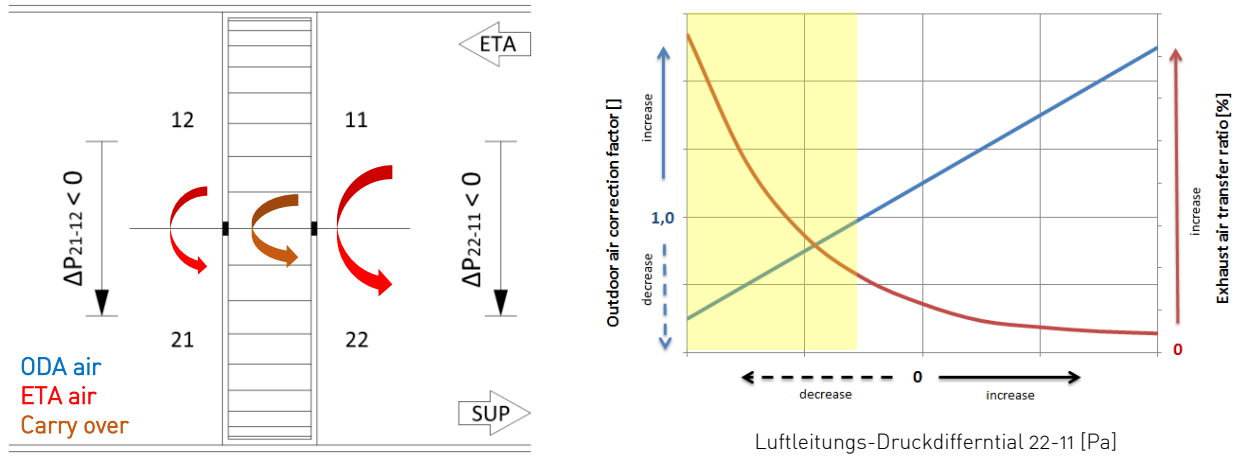 ETA
12
11
ΔP21-12 < 0
ΔP22-11 < 0
21
22
ODA air
ETA air
Carry over
SUP
Outdoor air correction factor []
increase
1,0
decrease
Exhaust air transfer ratio [%]
increase
0
0
decrease
increase
Luftleitungs-Druckdifferntial 22-11 [Pa]